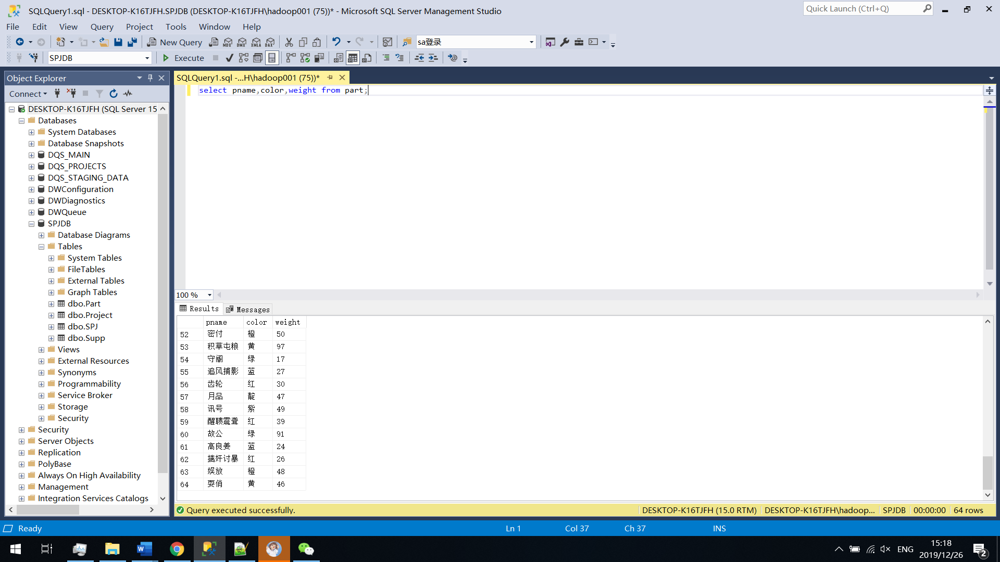 SQLQuery1.sql - DESKTOP-K16TJFH.SPJDB (DESKTOP-K16TJFH\hadoop001 (75))* - Microsoft SQL Server Management Studio
Quick Launch (Ctrl+Q)
File Edit View Query Project Tools Window Help
New Query MDX DMX XMLA DAX sa登录
SPJDB Execute
Object Explorer
SQLQuery1.sql -...H\hadoop001 (75))*
Connect
select pname,color,weight from part;
DESKTOP-K16TJFH (SQL Server 15
Databases
System Databases
Database Snapshots
DQS_MAIN
DQS_PROJECTS
DQS_STAGING_DATA
DWConfiguration
DWDiagnostics
DWQueue
SPJDB
Database Diagrams
Tables
System Tables
FileTables
External Tables
Graph Tables
dbo.Part
dbo.Project
dbo.SPJ
dbo.Supp
Views
External Resources
Synonyms
Programmability
Service Broker
Storage
Security
Security
Server Objects
Replication
PolyBase
Always On High Availability
Management
Integration Services Catalogs
100 %
Results Messages
pname color weight
52 密付 橙 50
53 积草屯粮 黄 97
54 守阍 绿 17
55 追风捕影 蓝 27
56 齿轮 红 30
57 月品 靛 47
58 讯号 紫 49
59 醒聩震聋 红 39
60 故公 绿 91
61 高良姜 蓝 24
62 擒奸讨暴 红 26
63 娱放 橙 48
64 耍俏 黄 46
Query executed successfully. DESKTOP-K16TJFH (15.0 RTM) DESKTOP-K16TJFH\hadoop... SPJDB 00:00:00 64 rows
Ready Ln 1 Col 37 Ch 37 INS
ENG
15:18
2019/12/26
2